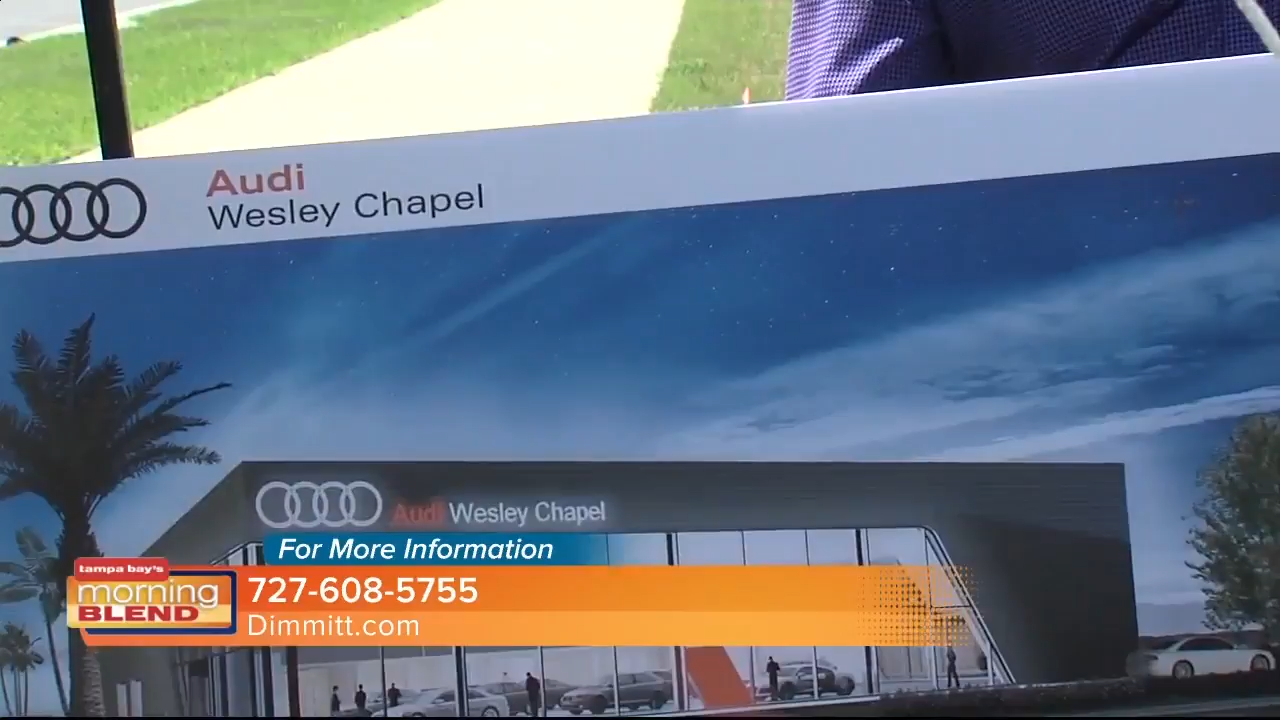 Audi
Wesley Chapel
Audi Wesley Chapel
For More Information
tampa bay's
morning
BLEND
727-608-5755
Dimmitt.com